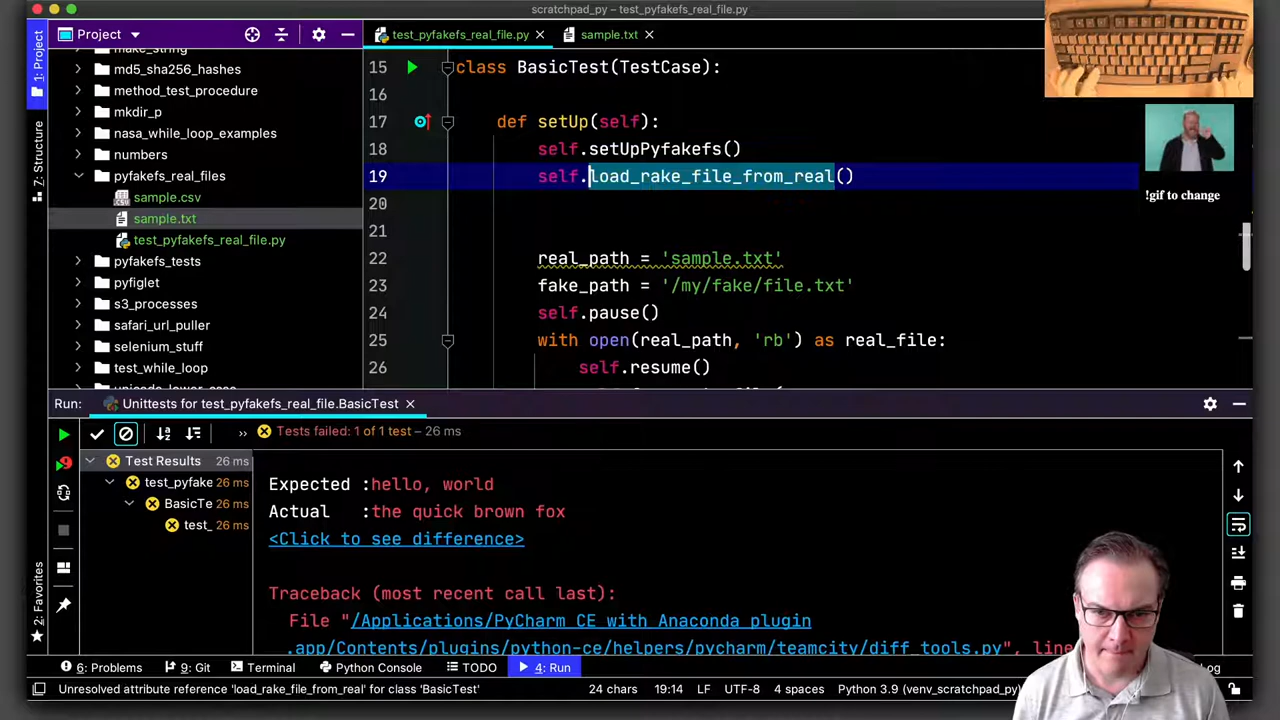 scratchpad_py – test_pyfakefs_real_file.py
Project
test_pyfakefs_real_file.py
sample.txt
1: Project
7: Structure
2: Favorites
make_string
md5_sha256_hashes
method_test_procedure
mkdir_p
nasa_while_loop_examples
numbers
pyfakefs_real_files
sample.csv
sample.txt
test_pyfakefs_real_file.py
pyfakefs_tests
pyfiglet
s3_processes
safari_url_puller
selenium_stuff
test_while_loop
unicode_lower_case
15 class BasicTest(TestCase):
16
17 def setUp(self):
18 self.setUpPyfakefs()
19 self.load_rake_file_from_real()
20
21
22 real_path = 'sample.txt'
23 fake_path = '/my/fake/file.txt'
24 self.pause()
25 with open(real_path, 'rb') as real_file:
26 self.resume()
!gif to change
Run: Unittests for test_pyfakefs_real_file.BasicTest
» Tests failed: 1 of 1 test – 26 ms
Test Results 26 ms
test_pyfake 26 ms
BasicTe 26 ms
test_ 26 ms
Expected :hello, world
Actual :the quick brown fox
<Click to see difference>
Traceback (most recent call last):
File "/Applications/PyCharm CE with Anaconda plugin
.app/Contents/plugins/python-ce/helpers/pycharm/teamcity/diff_tools.py", line
6: Problems
9: Git
Terminal
Python Console
TODO
4: Run
Log
Unresolved attribute reference 'load_rake_file_from_real' for class 'BasicTest'
24 chars
19:14
LF
UTF-8
4 spaces
Python 3.9 (venv_scratchpad_py)